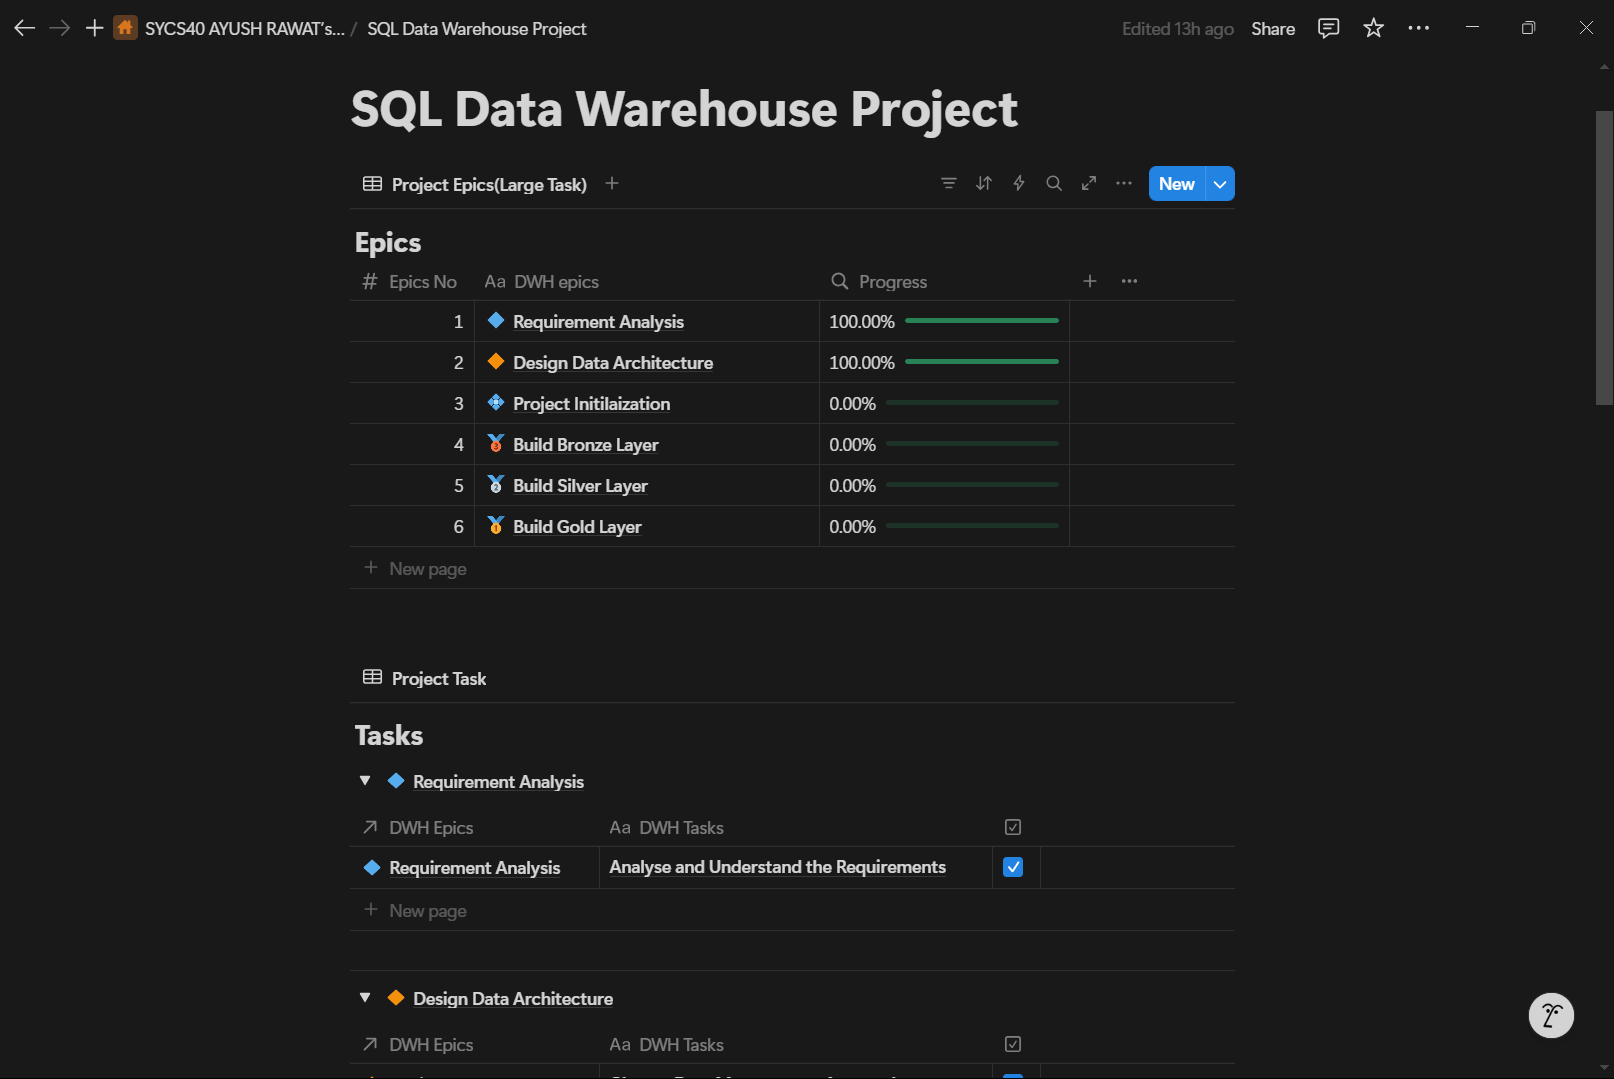 SYCS40 AYUSH RAWAT's... / SQL Data Warehouse Project
Edited 13h ago Share
SQL Data Warehouse Project
Project Epics(Large Task)
New
Epics
# Epics No Aa DWH epics Progress
1 Requirement Analysis 100.00%
2 Design Data Architecture 100.00%
3 Project Initilaization 0.00%
4 Build Bronze Layer 0.00%
5 Build Silver Layer 0.00%
6 Build Gold Layer 0.00%
+ New page
Project Task
Tasks
Requirement Analysis
DWH Epics Aa DWH Tasks
Requirement Analysis Analyse and Understand the Requirements
+ New page
Design Data Architecture
DWH Epics Aa DWH Tasks